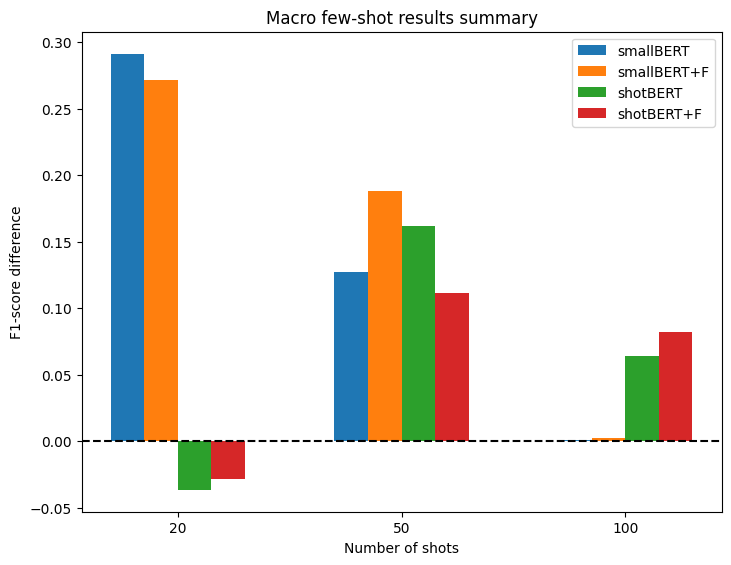 Macro few-shot results summary
smallBERT
smallBERT+F
shotBERT
shotBERT+F
F1-score difference
0.30
0.25
0.20
0.15
0.10
0.05
0.00
−0.05
20
50
100
Number of shots